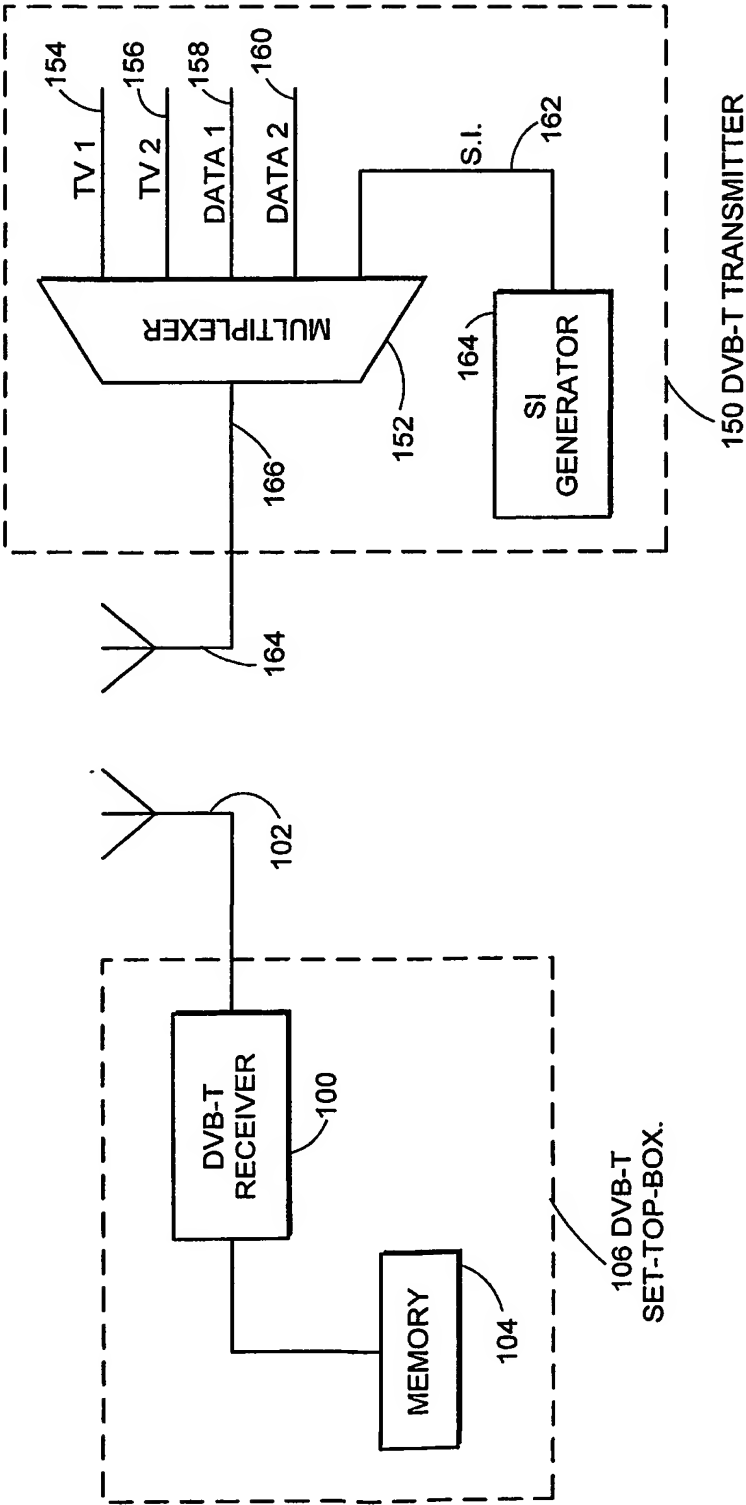 154
TV 1
156
TV 2
158
DATA 1
160
DATA 2
S.I.
162
MULTIPLEXER
152
164
SI
GENERATOR
166
150 DVB-T TRANSMITTER
164
102
DVB-T
RECEIVER
100
MEMORY
104
106 DVB-T
SET-TOP-BOX.